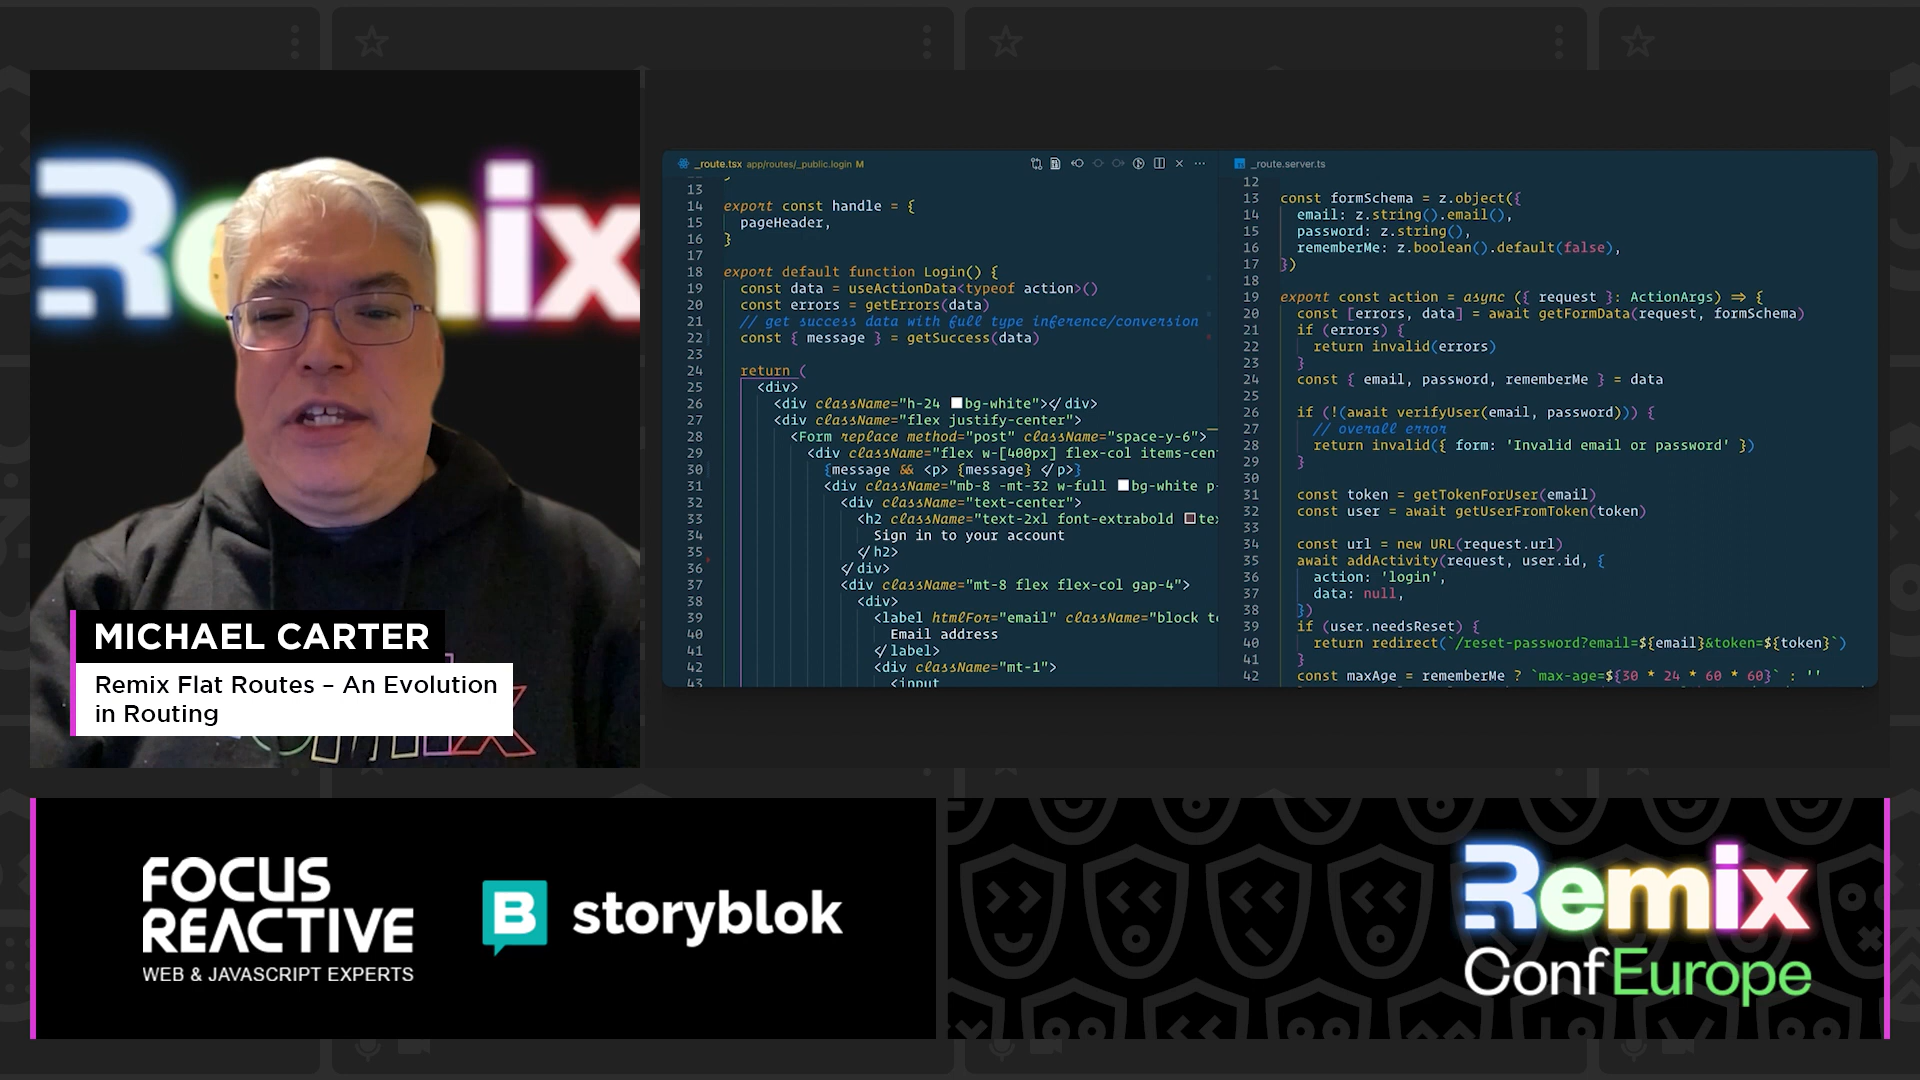 Remix
MICHAEL CARTER
Remix Flat Routes – An Evolution
in Routing
_route.tsx app/routes/_public.login M
13
14 export const handle = {
15 pageHeader,
16 }
17
18 export default function Login() {
19 const data = useActionData<typeof action>()
20 const errors = getErrors(data)
21 // get success data with full type inference/conversion
22 const { message } = getSuccess(data)
23
24 return (
25 <div>
26 <div className="h-24 bg-white"></div>
27 <div className="flex justify-center">
28 <Form replace method="post" className="space-y-6">
29 <div className="flex w-[400px] flex-col items-cen
30 {message && <p> {message} </p>}
31 <div className="mb-8 -mt-32 w-full bg-white p-
32 <div className="text-center">
33 <h2 className="text-2xl font-extrabold tex
34 Sign in to your account
35 </h2>
36 </div>
37 <div className="mt-8 flex flex-col gap-4">
38 <div>
39 <label htmlFor="email" className="block te
40 Email address
41 </label>
42 <div className="mt-1">
43 <input
_route.server.ts
12
13 const formSchema = z.object({
14 email: z.string().email(),
15 password: z.string(),
16 rememberMe: z.boolean().default(false),
17 })
18
19 export const action = async ({ request }: ActionArgs) => {
20 const [errors, data] = await getFormData(request, formSchema)
21 if (errors) {
22 return invalid(errors)
23 }
24 const { email, password, rememberMe } = data
25
26 if (!(await verifyUser(email, password))) {
27 // overall error
28 return invalid({ form: 'Invalid email or password' })
29 }
30
31 const token = getTokenForUser(email)
32 const user = await getUserFromToken(token)
33
34 const url = new URL(request.url)
35 await addActivity(request, user.id, {
36 action: 'login',
37 data: null,
38 })
39 if (user.needsReset) {
40 return redirect(`/reset-password?email=${email}&token=${token}`)
41 }
42 const maxAge = rememberMe ? `max-age=${30 * 24 * 60 * 60}` : ''
FOCUS
REACTIVE
WEB & JAVASCRIPT EXPERTS
B storyblok
Remix
Conf Europe